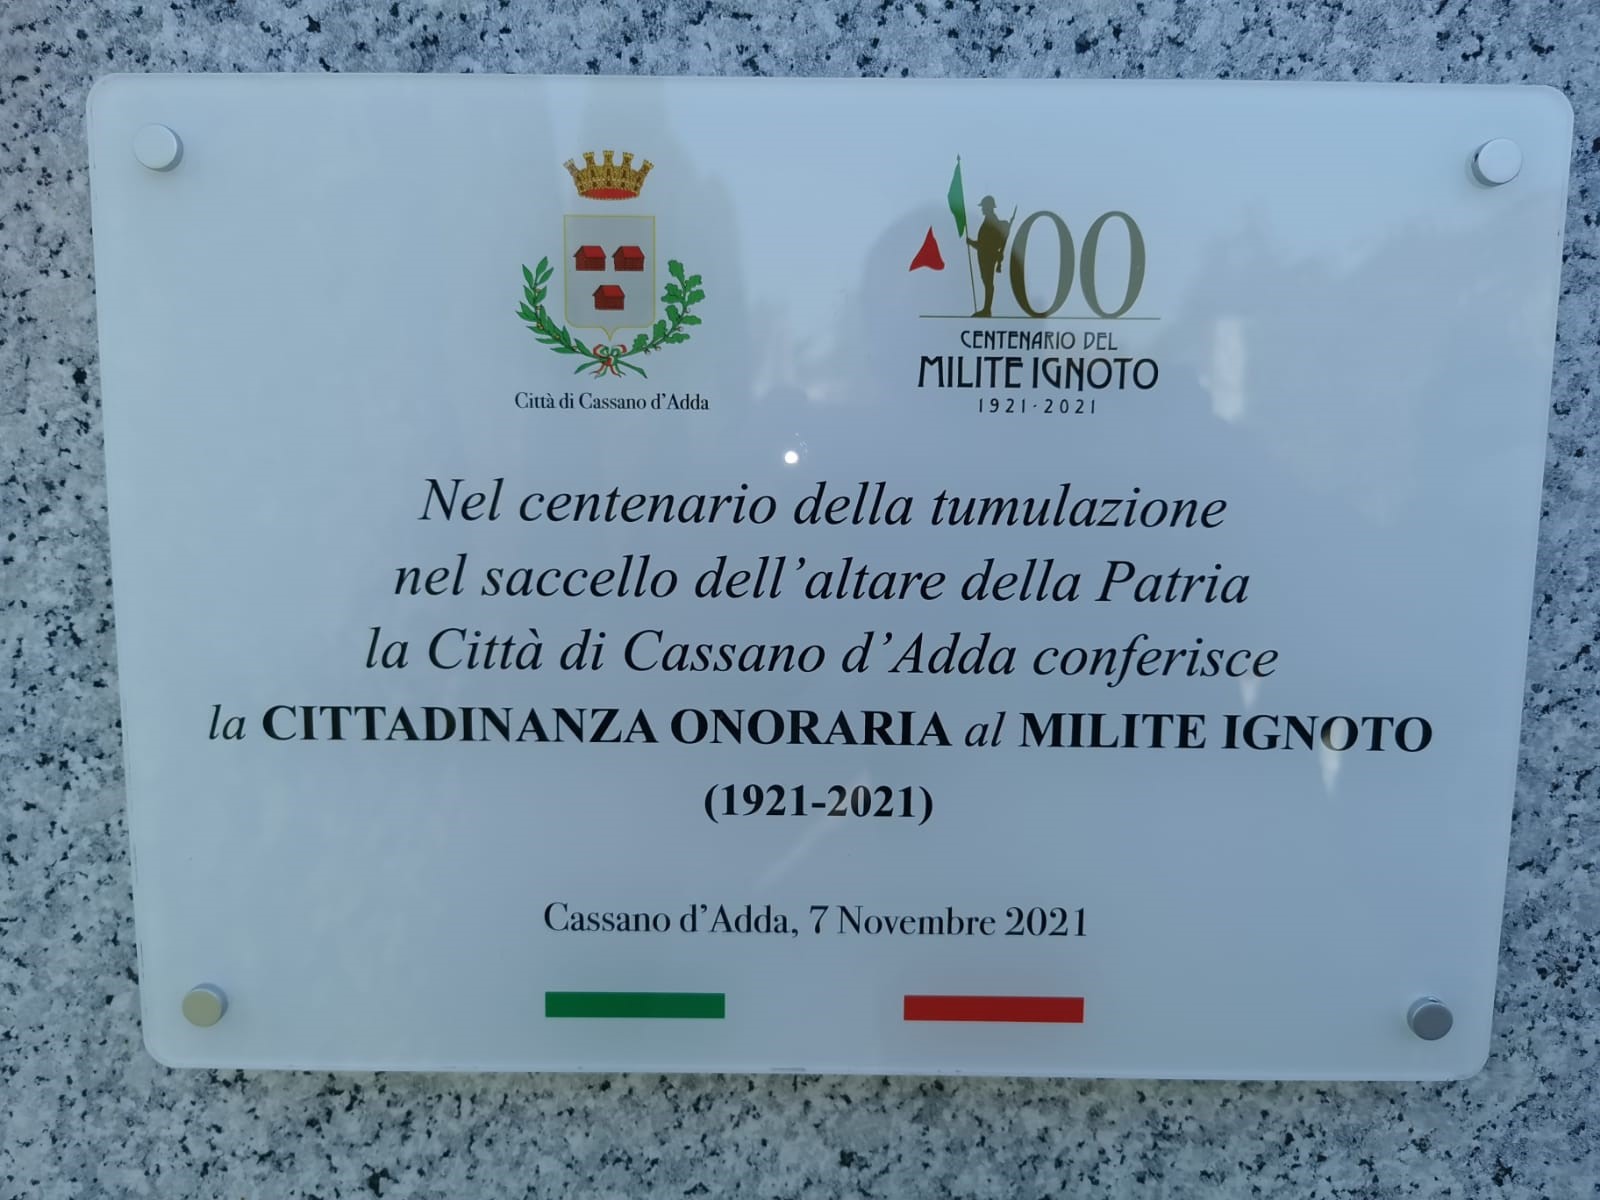 Città di Cassano d'Adda
100
CENTENARIO DEL
MILITE IGNOTO
1921·2021
Nel centenario della tumulazione
nel saccello dell'altare della Patria
la Città di Cassano d'Adda conferisce
la CITTADINANZA ONORARIA al MILITE IGNOTO
(1921-2021)
Cassano d'Adda, 7 Novembre 2021